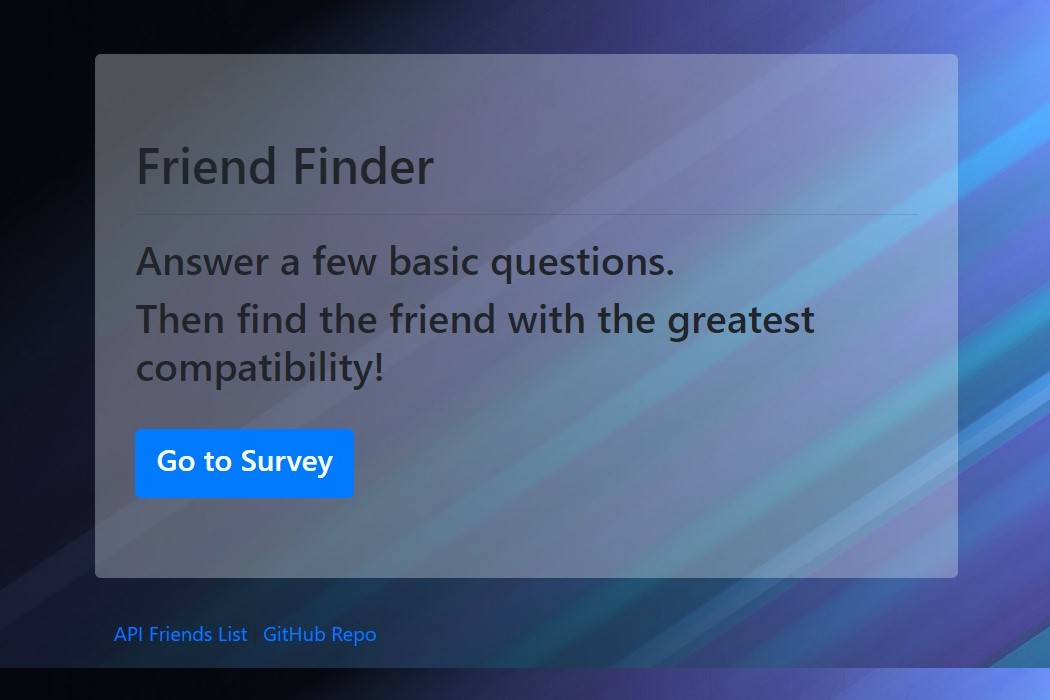 Friend Finder
Answer a few basic questions.
Then find the friend with the greatest
compatibility!
Go to Survey
API Friends List | GitHub Repo